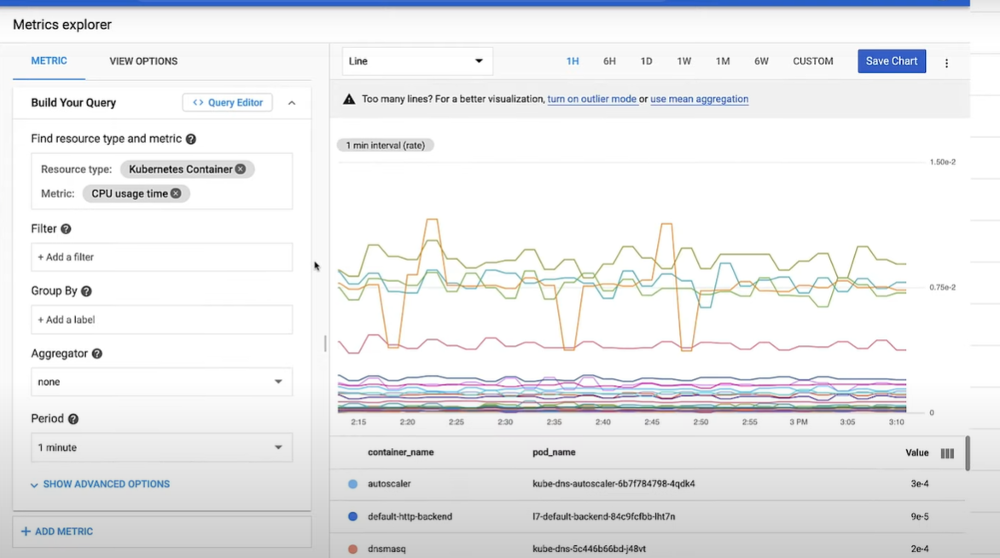 Metrics explorer
METRIC
VIEW OPTIONS
Build Your Query
<> Query Editor
Find resource type and metric
Resource type: Kubernetes Container
Metric: CPU usage time
Filter
+ Add a filter
Group By
+ Add a label
Aggregator
none
Period
1 minute
SHOW ADVANCED OPTIONS
+ ADD METRIC
Line
1H 6H 1D 1W 1M 6W CUSTOM
Save Chart
Too many lines? For a better visualization, turn on outlier mode or use mean aggregation
1 min interval (rate)
1.50e-2
0.75e-2
0
2:15 2:20 2:25 2:30 2:35 2:40 2:45 2:50 2:55 3 PM 3:05 3:10
container_name pod_name Value
autoscaler kube-dns-autoscaler-6b7f784798-4qdk4 3e-4
default-http-backend l7-default-backend-84c9fcfbb-lht7n 9e-5
dnsmasq kube-dns-5c446b66bd-j48vt 2e-4